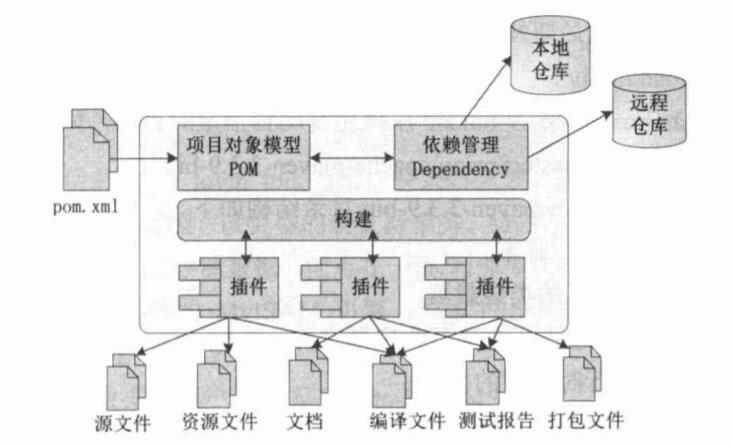 本地
仓库
远程
仓库
项目对象模型
POM
依赖管理
Dependency
pom.xml
构建
插件
插件
插件
源文件
资源文件
文档
编译文件
测试报告
打包文件